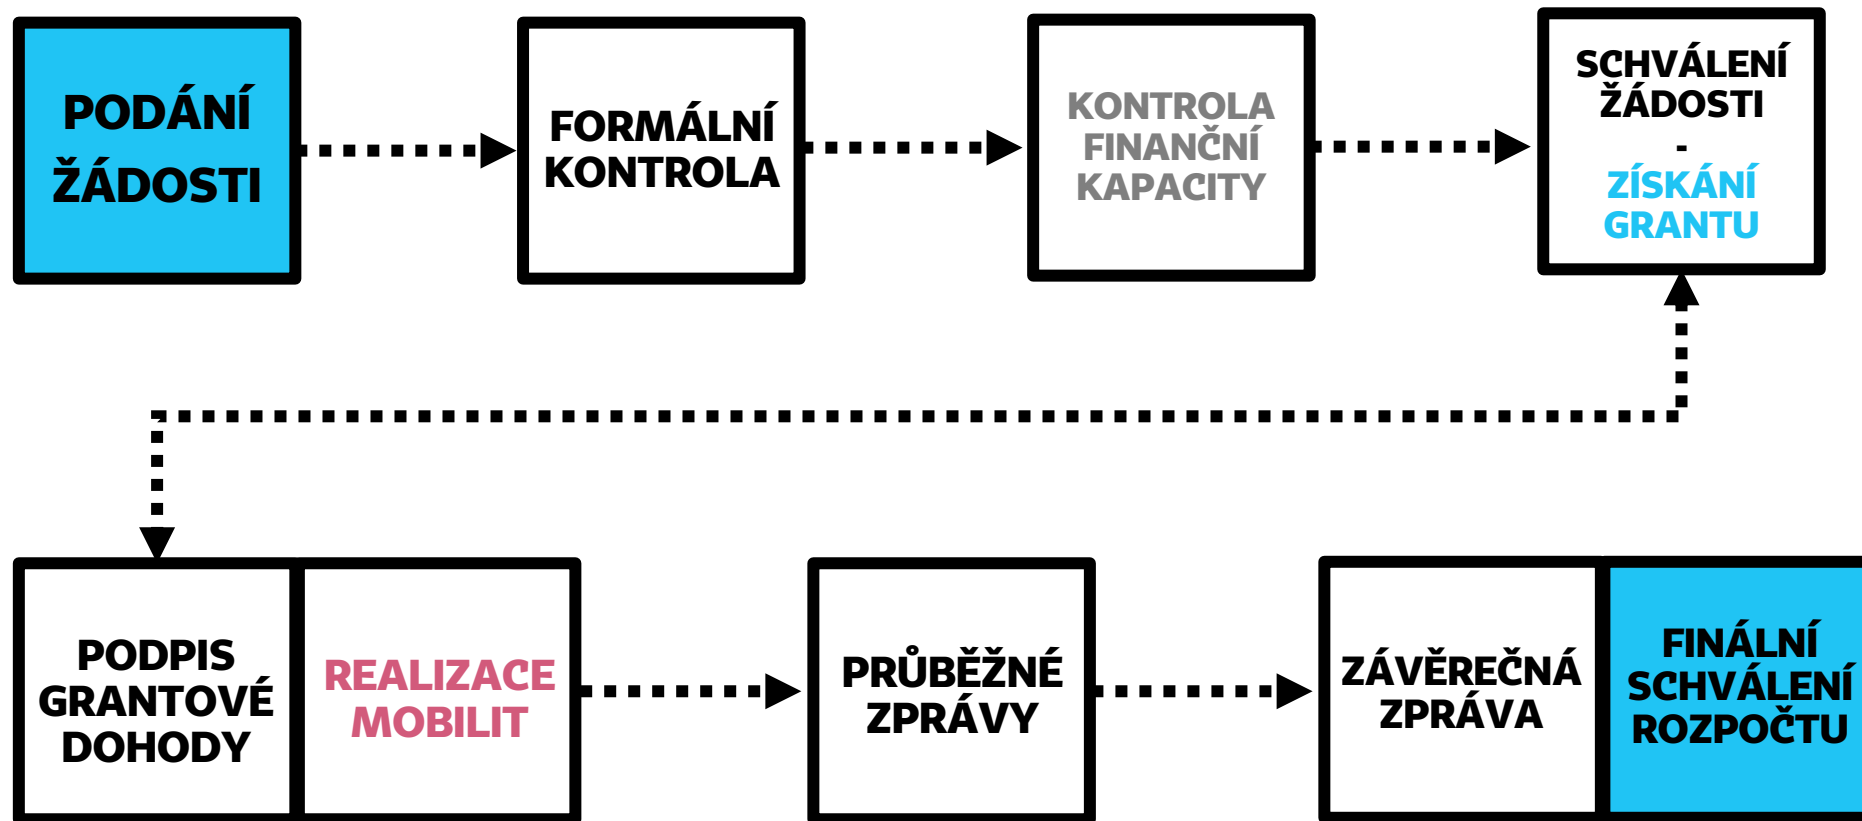 PODÁNÍ
ŽÁDOSTI
FORMÁLNÍ
KONTROLA
KONTROLA
FINANČNÍ
KAPACITY
SCHVÁLENÍ
ŽÁDOSTI
-
ZÍSKÁNÍ
GRANTU
PODPIS
GRANTOVÉ
DOHODY
REALIZACE
MOBILIT
PRŮBĚŽNÉ
ZPRÁVY
ZÁVĚREČNÁ
ZPRÁVA
FINÁLNÍ
SCHVÁLENÍ
ROZPOČTU